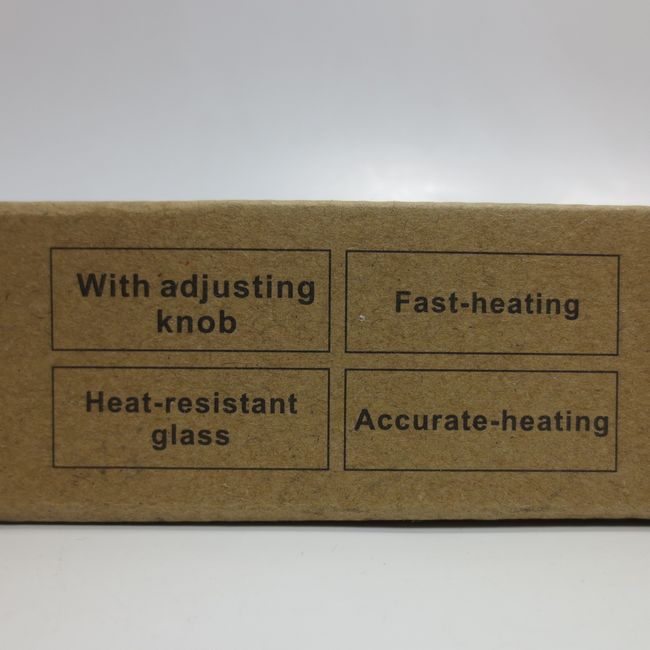 With adjusting
knob
Fast-heating
Heat-resistant
glass
Accurate-heating